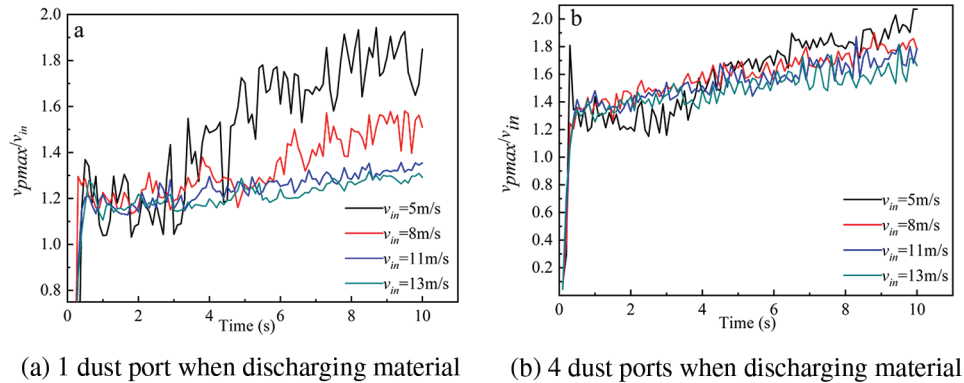 a
2.0
1.8
1.6
1.4
1.2
1.0
0.8
vpmax/vin
0 2 4 6 8 10
Time (s)
vin=5m/s
vin=8m/s
vin=11m/s
vin=13m/s
(a) 1 dust port when discharging material
b
2.0
1.8
1.6
1.4
1.2
1.0
0.8
0.6
0.4
0.2
vpmax/vin
0 2 4 6 8 10
Time (s)
vin=5m/s
vin=8m/s
vin=11m/s
vin=13m/s
(b) 4 dust ports when discharging material